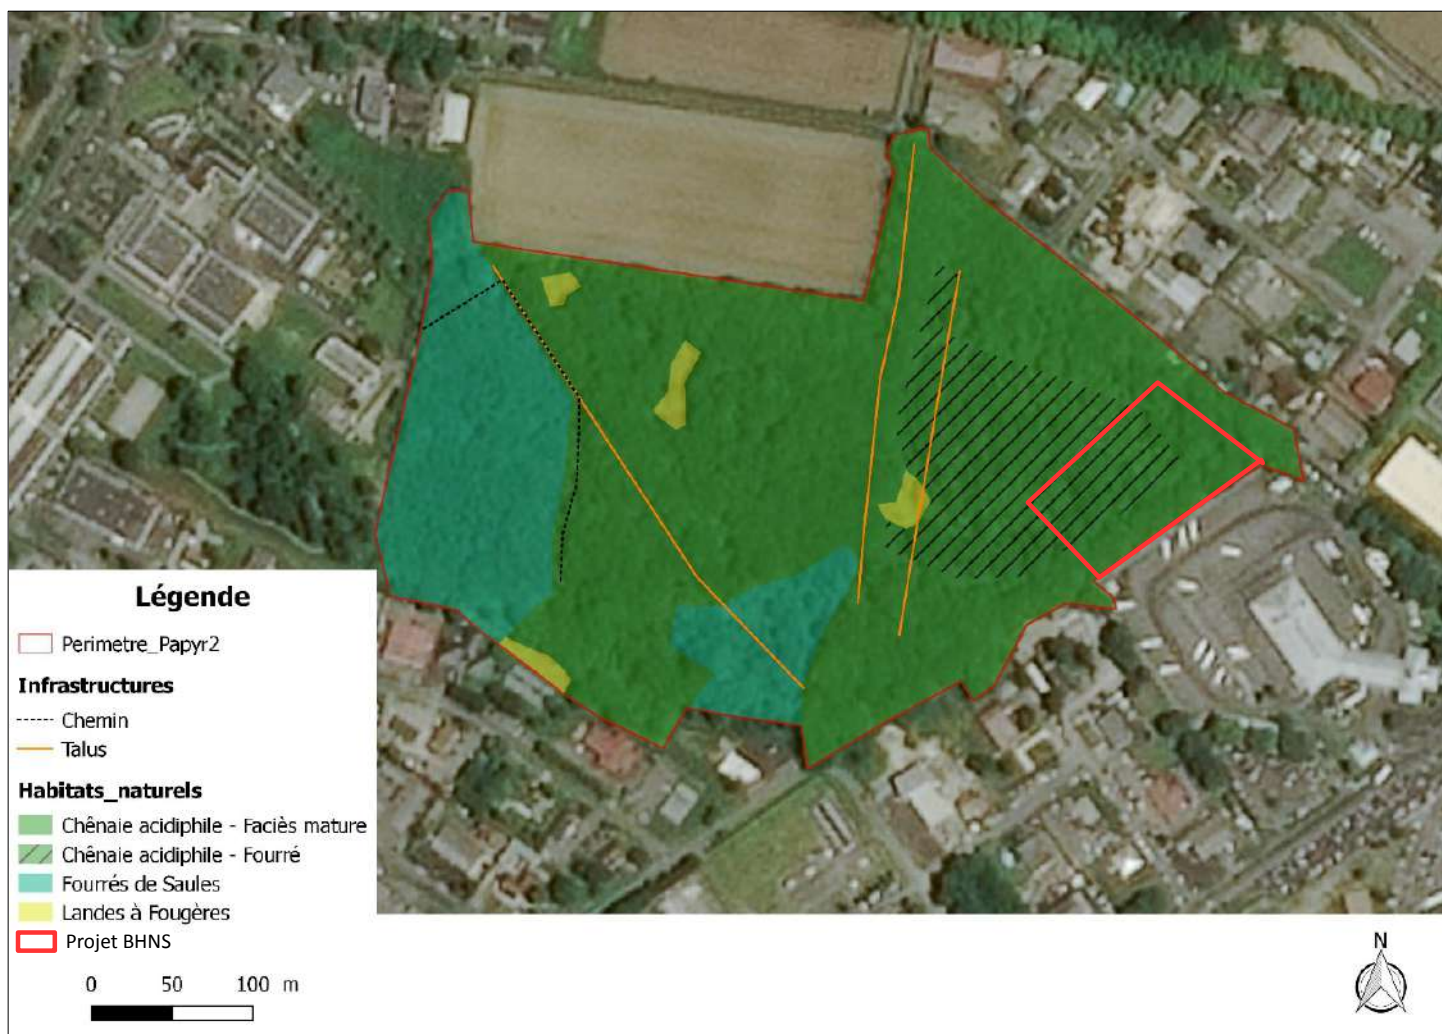 Légende
Perimetre_Papyr2
Infrastructures
Chemin
Talus
Habitats_naturels
Chênaie acidiphile - Faciès mature
Chênaie acidiphile - Fourré
Fourrés de Saules
Landes à Fougères
Projet BHNS
0 50 100 m
N